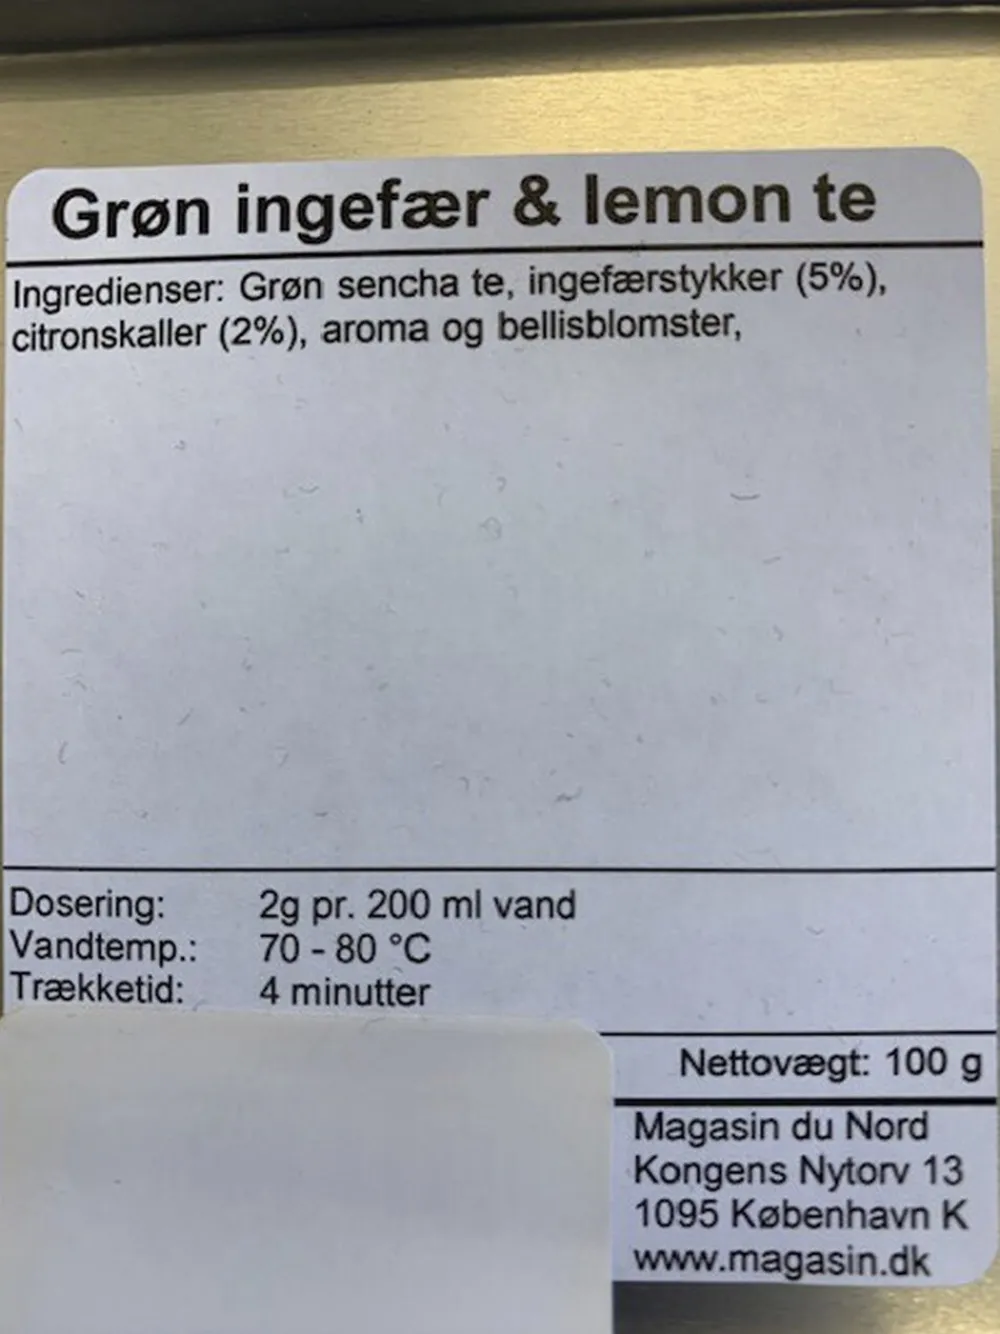 Grøn ingefær & lemon te
Ingredienser: Grøn sencha te, ingefærstykker (5%),
citronskaller (2%), aroma og bellisblomster,
Dosering: 2g pr. 200 ml vand
Vandtemp.: 70 - 80 °C
Trækketid: 4 minutter
Nettovægt: 100 g
Magasin du Nord
Kongens Nytorv 13
1095 København K
www.magasin.dk